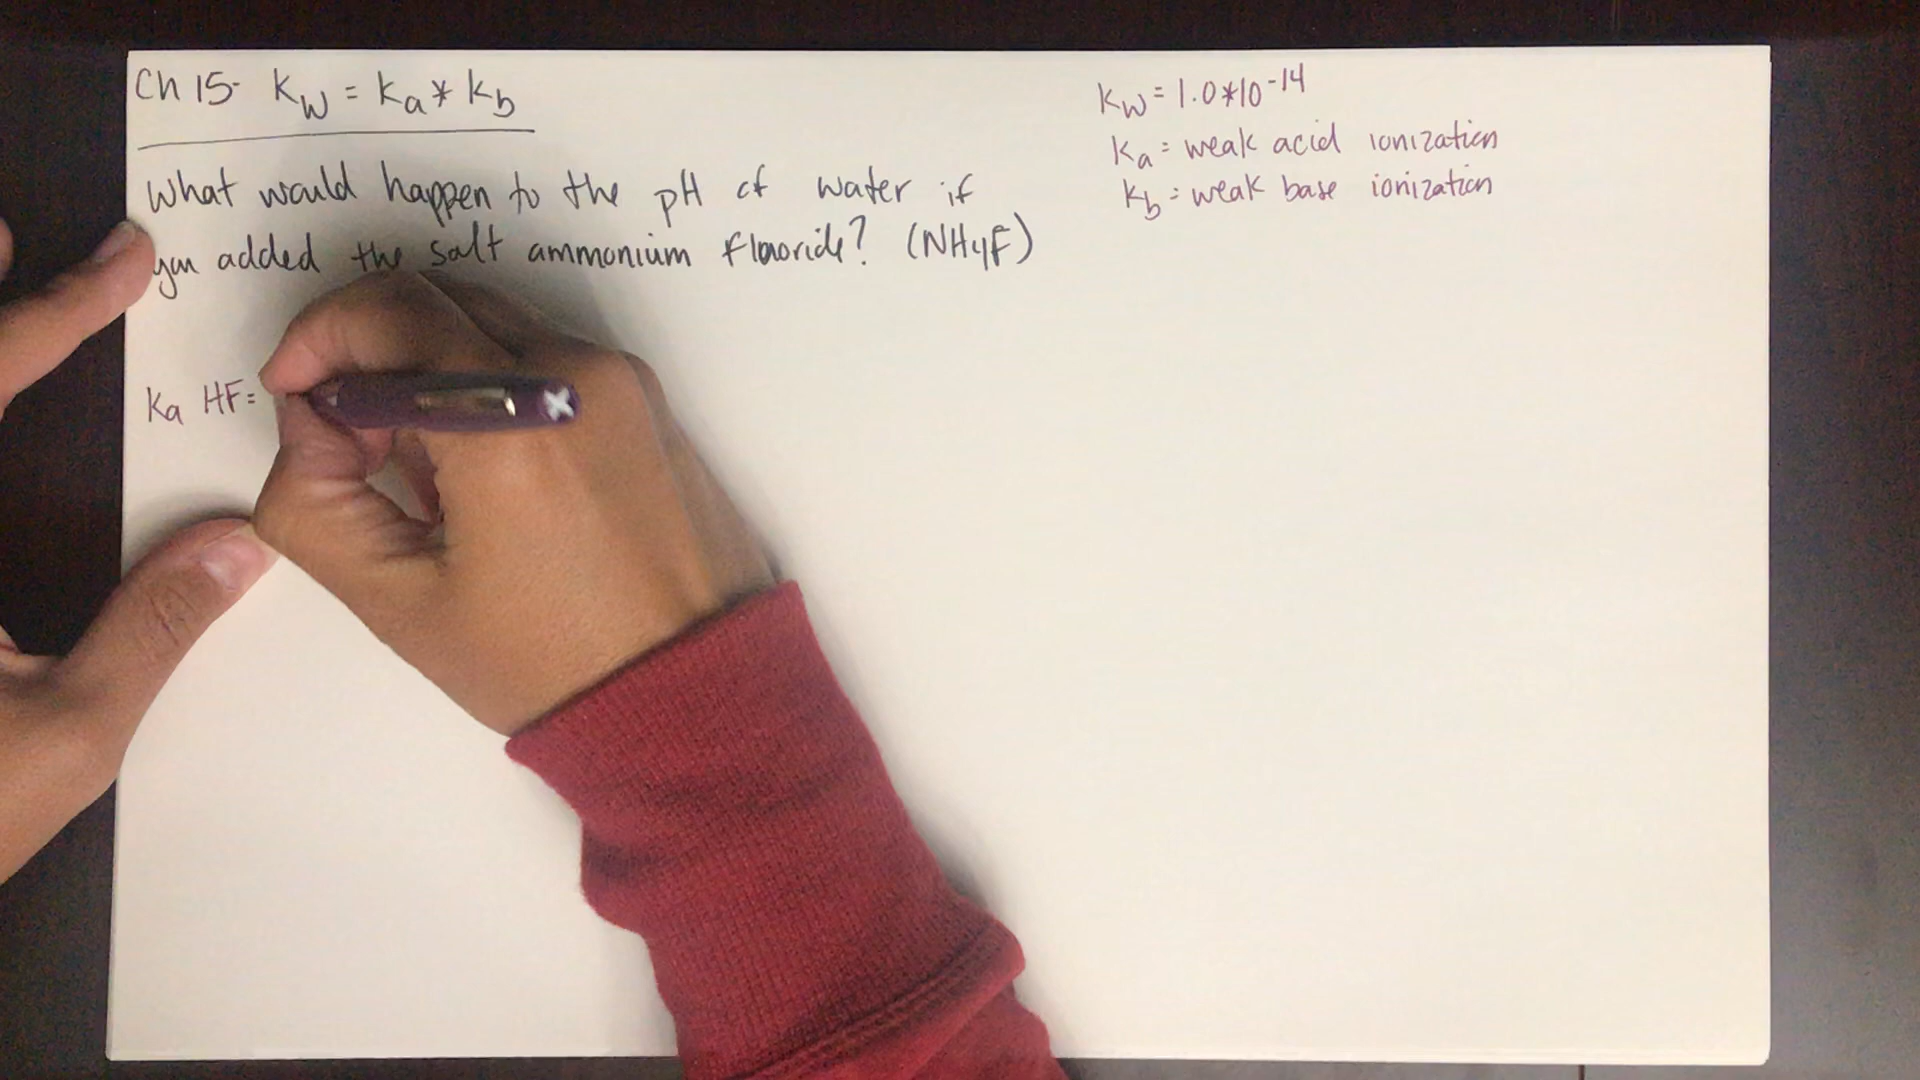 Ch 15- Kw = Ka * Kb
What would happen to the pH of water if
you added the salt ammonium fluoride? (NH4F)
Ka HF=
Kw = 1.0*10^-14
Ka = weak acid ionization
Kb = weak base ionization